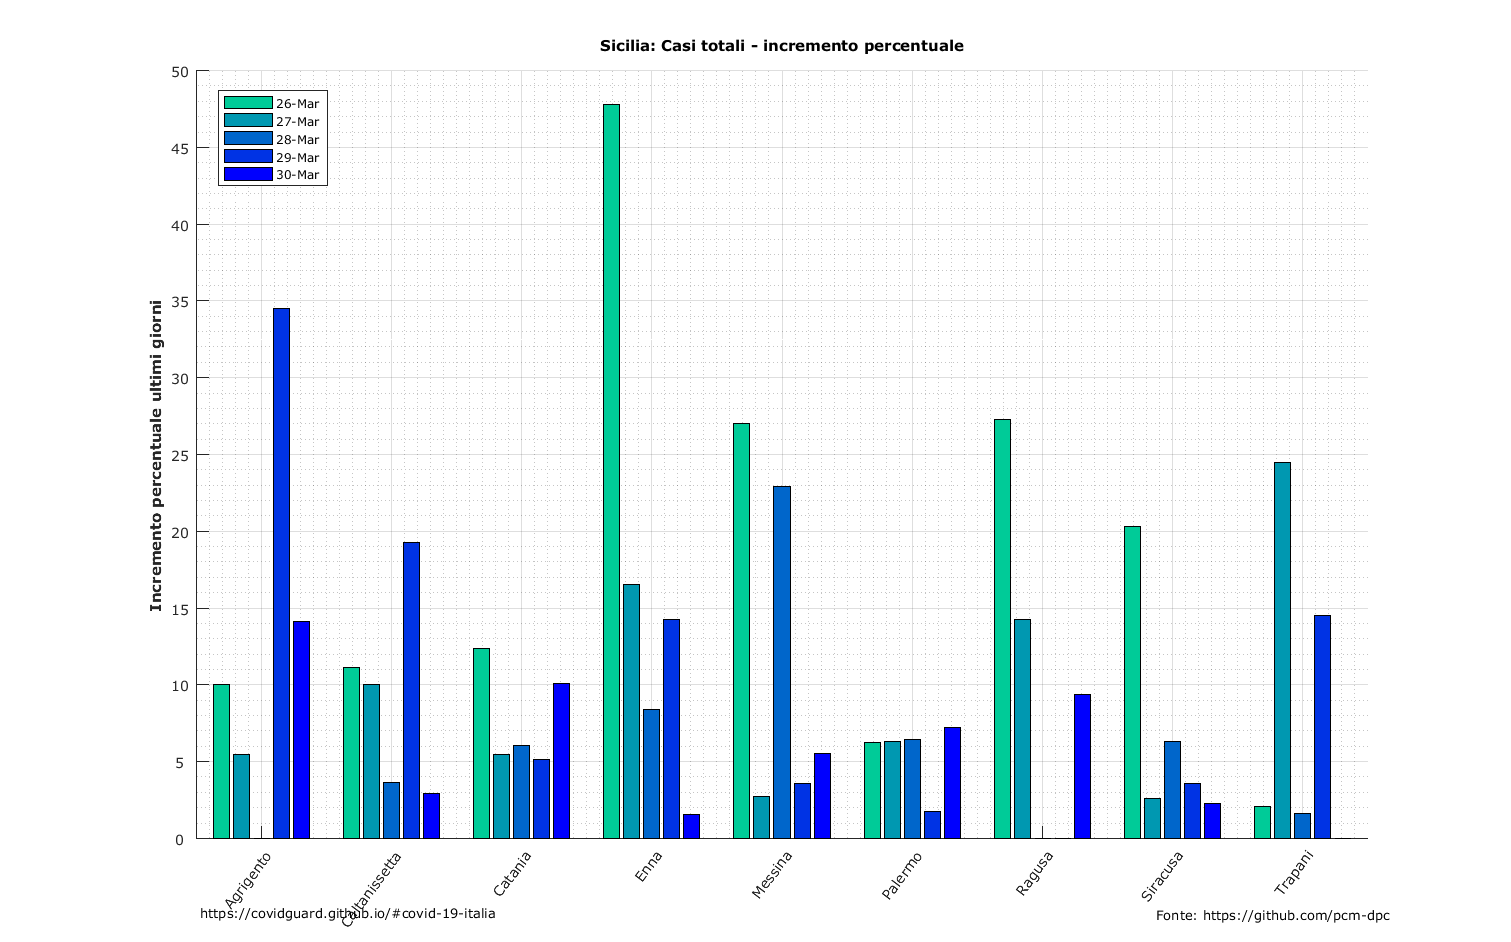 Sicilia: Casi totali - incremento percentuale
50
45
40
35
30
25
20
15
10
5
0
Incremento percentuale ultimi giorni
26-Mar
27-Mar
28-Mar
29-Mar
30-Mar
Agrigento
Caltanissetta
Catania
Enna
Messina
Palermo
Ragusa
Siracusa
Trapani
https://covidguard.github.io/#covid-19-italia
Fonte: https://github.com/pcm-dpc